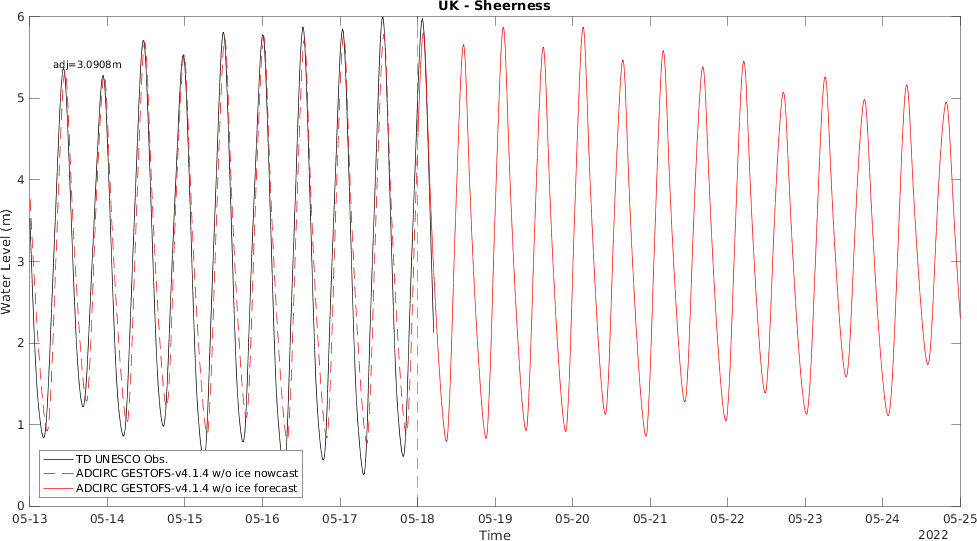 UK - Sheerness
adj=3.0908m
Water Level (m)
6
5
4
3
2
1
0
TD UNESCO Obs.
ADCIRC GESTOFS-v4.1.4 w/o ice nowcast
ADCIRC GESTOFS-v4.1.4 w/o ice forecast
05-13 05-14 05-15 05-16 05-17 05-18 05-19 05-20 05-21 05-22 05-23 05-24 05-25
Time
2022